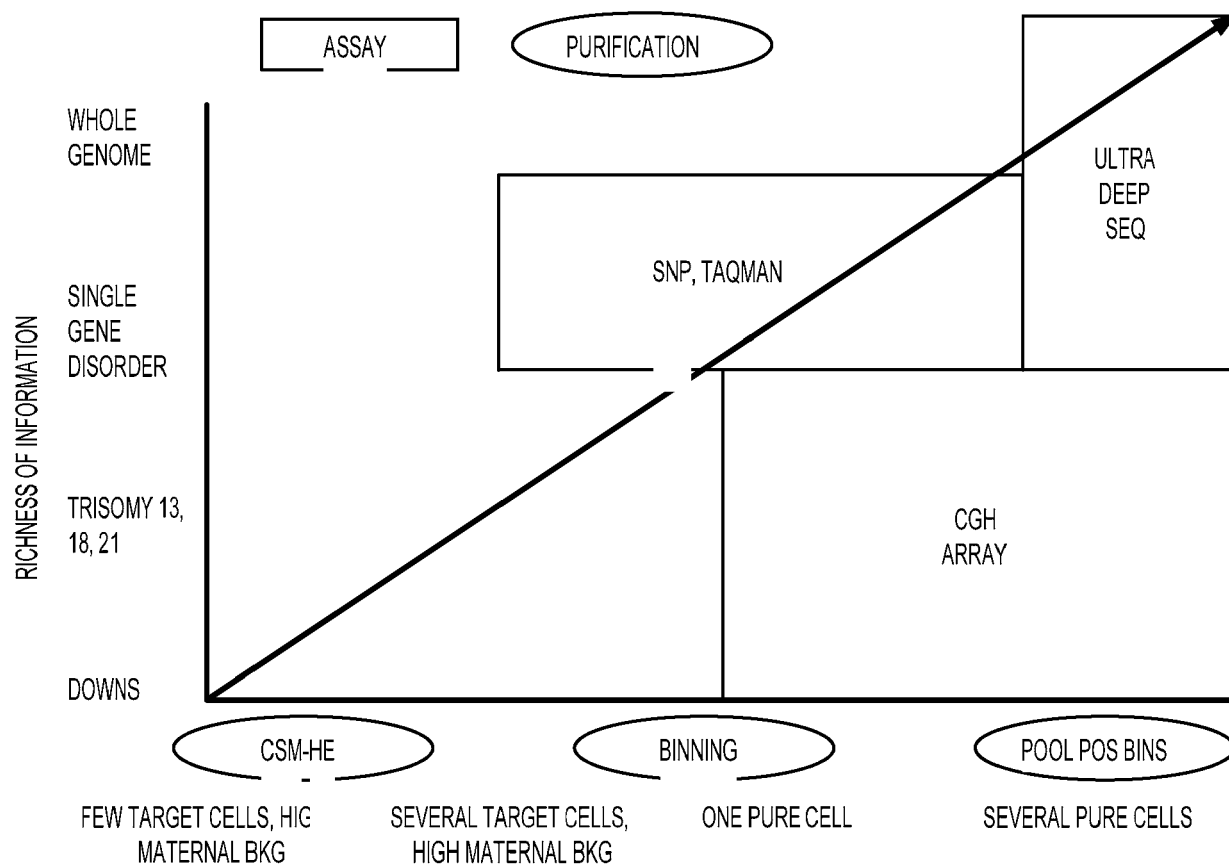 ASSAY
PURIFICATION
WHOLE
GENOME
ULTRA
DEEP
SEQ
SNP, TAQMAN
SINGLE
GENE
DISORDER
RICHNESS OF INFORMATION
TRISOMY 13,
18, 21
CGH
ARRAY
DOWNS
CSM-HE
BINNING
POOL POS BINS
FEW TARGET CELLS,
MATERNAL BKG
SEVERAL TARGET CELLS,
HIGH MATERNAL BKG
ONE PURE CELL
SEVERAL PURE CELLS